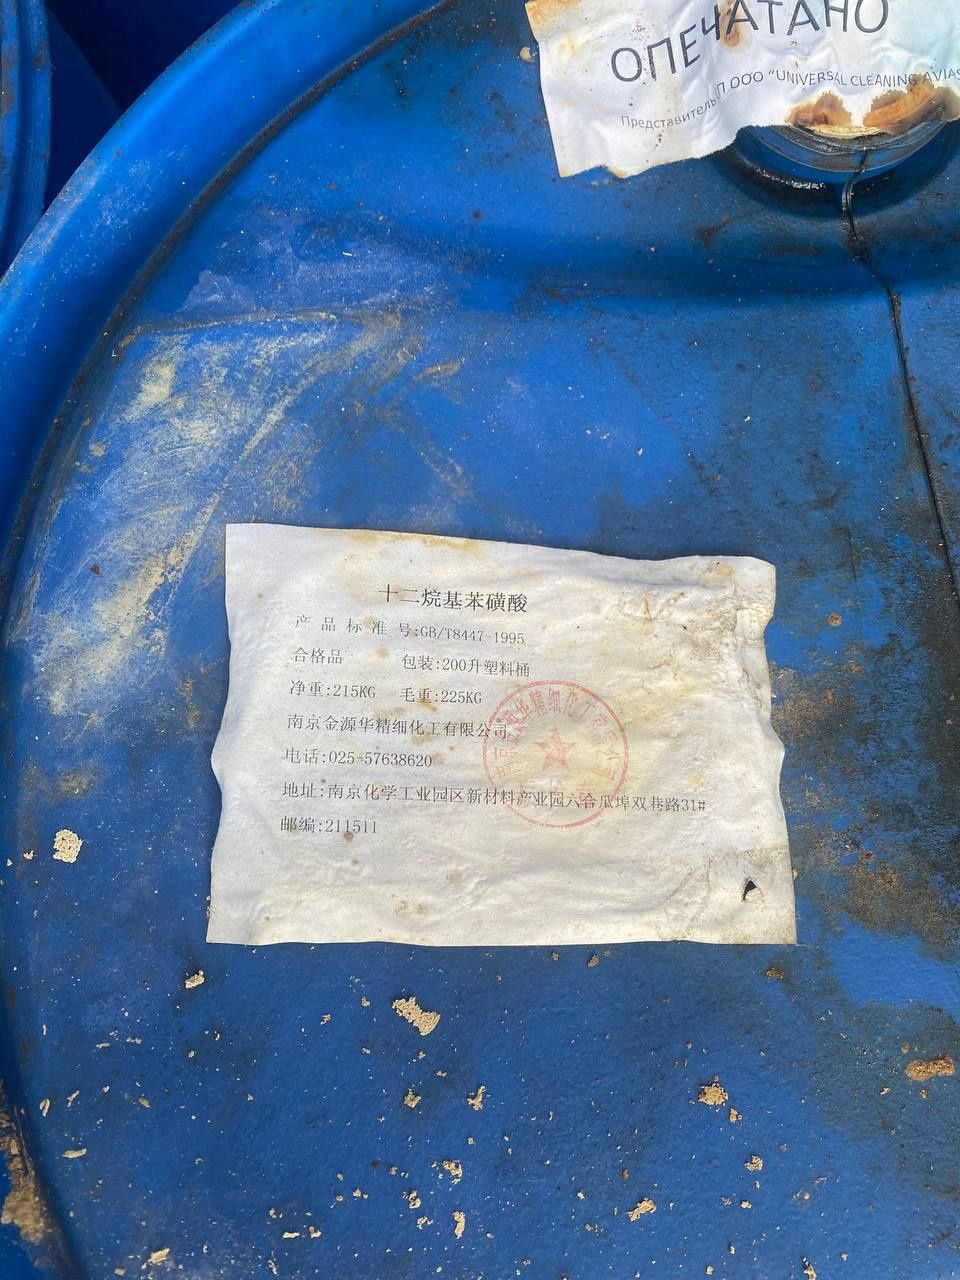 ОПЕЧАТАНО
Представитель П ООО "UNIVERSAL CLEANING AVIAS
十二烷基苯磺酸
产品标准号:GB/T8447-1995
合格品 包装:200升塑料桶
净重:215KG 毛重:225KG
南京金源华精细化工有限公司
电话:025-57638620
地址:南京化学工业园区新材料产业园六合瓜埠双巷路31#
邮编:211511